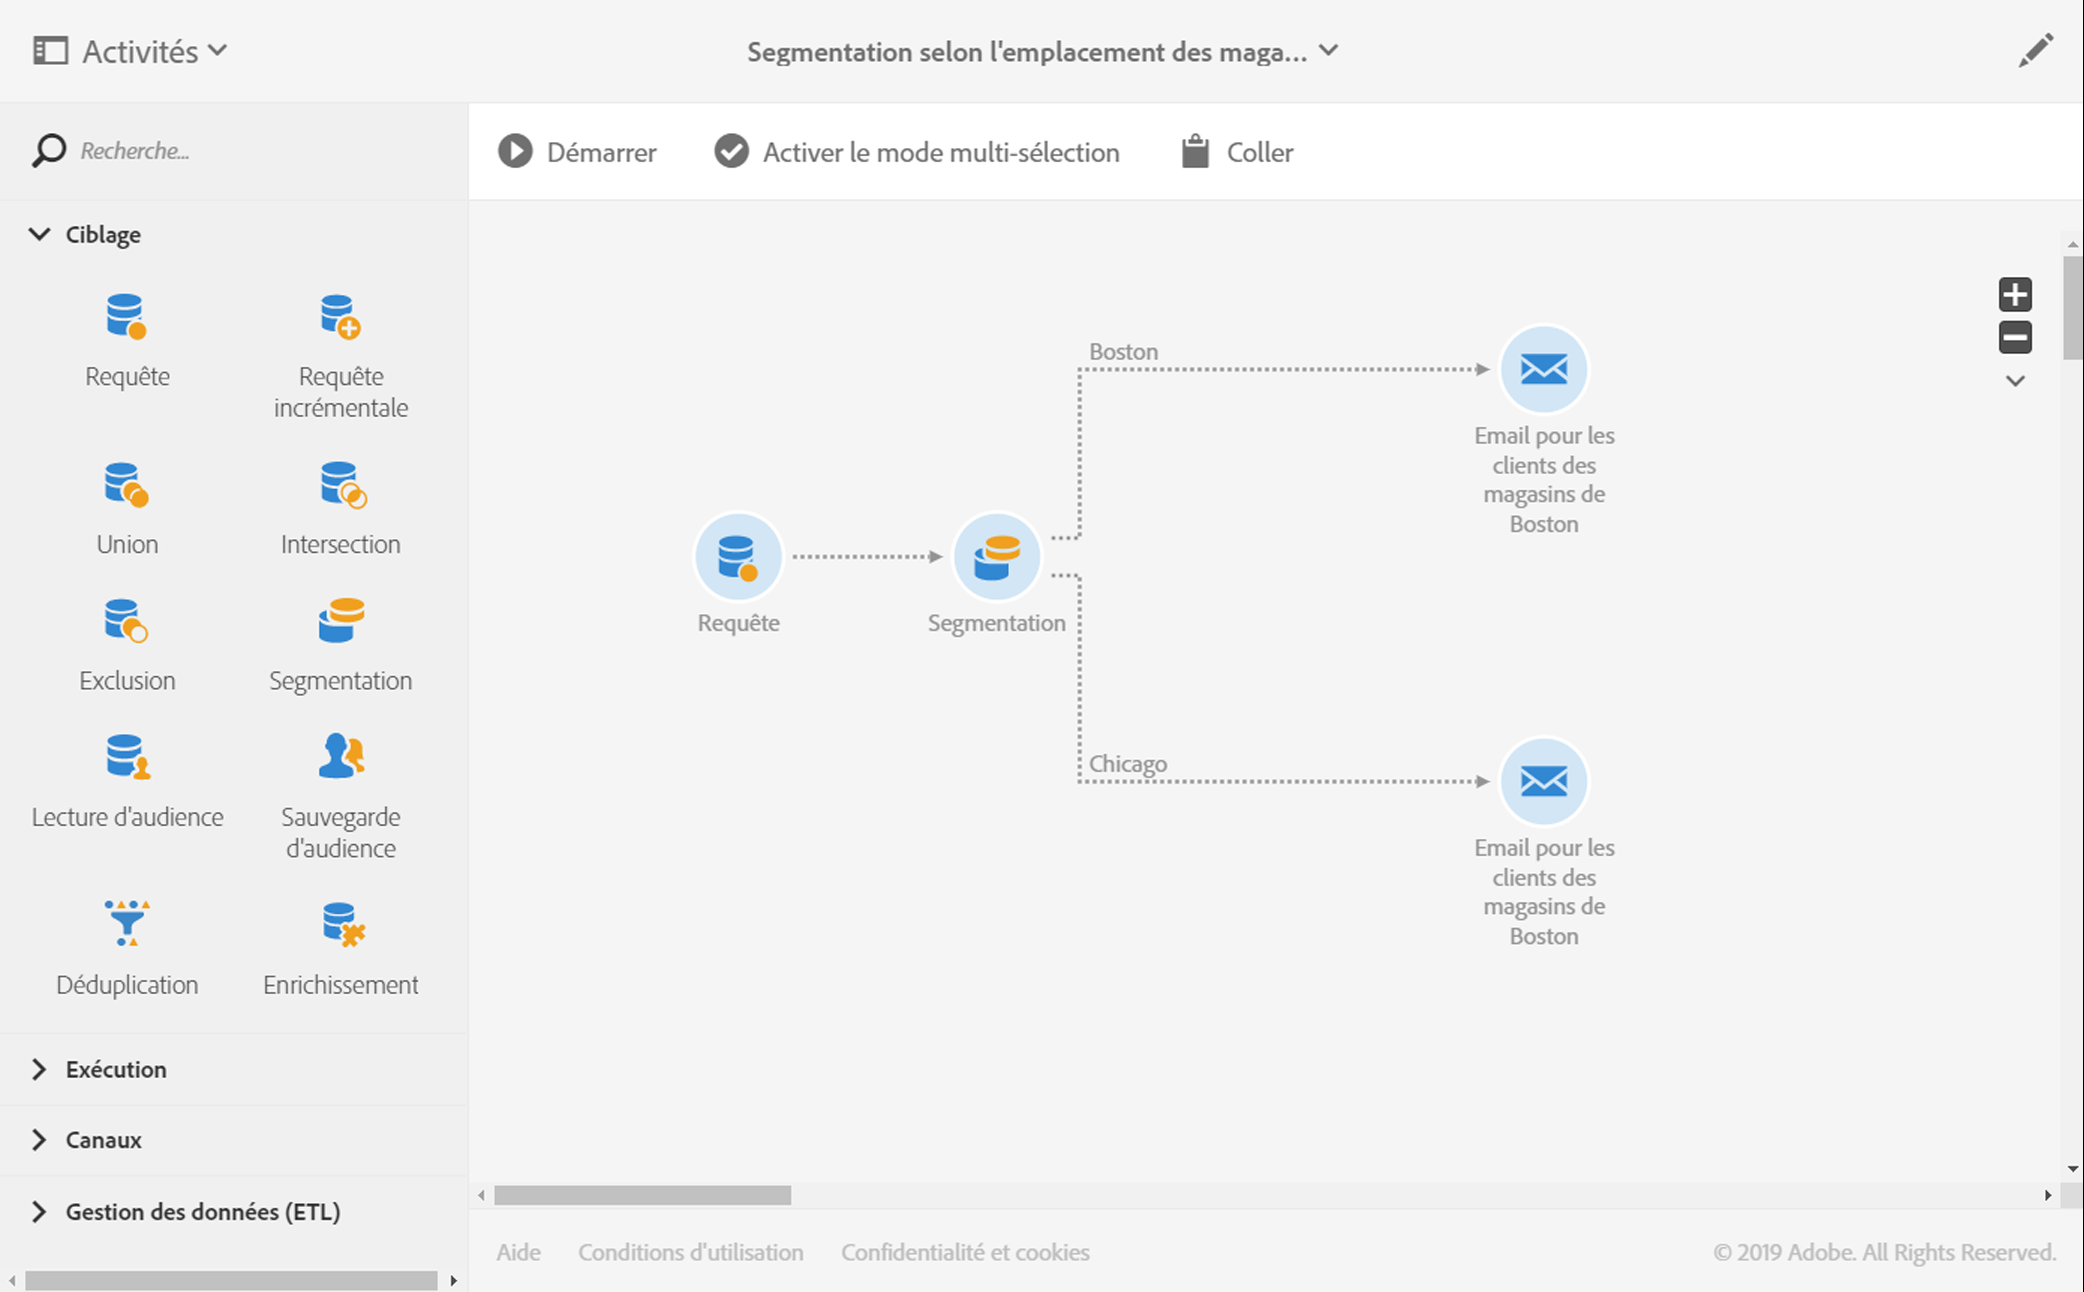 Activités
Segmentation selon l'emplacement des maga...
Recherche...
Démarrer
Activer le mode multi-sélection
Coller
Ciblage
Requête
Requête
incrémentale
Union
Intersection
Exclusion
Segmentation
Lecture d'audience
Sauvegarde
d'audience
Déduplication
Enrichissement
Exécution
Canaux
Gestion des données (ETL)
Boston
Email pour les
clients des
magasins de
Boston
Requête
Segmentation
Chicago
Email pour les
clients des
magasins de
Boston
Aide
Conditions d'utilisation
Confidentialité et cookies
© 2019 Adobe. All Rights Reserved.